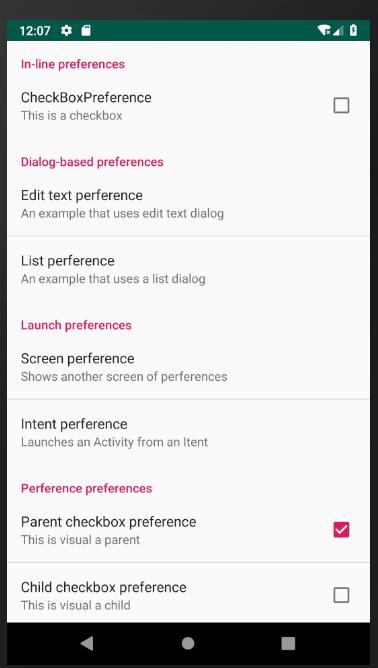 12:07
In-line preferences
CheckBoxPreference
This is a checkbox
Dialog-based preferences
Edit text perference
An example that uses edit text dialog
List perference
An example that uses a list dialog
Launch preferences
Screen perference
Shows another screen of perferences
Intent perference
Launches an Activity from an Itent
Perference preferences
Parent checkbox preference
This is visual a parent
Child checkbox preference
This is visual a child